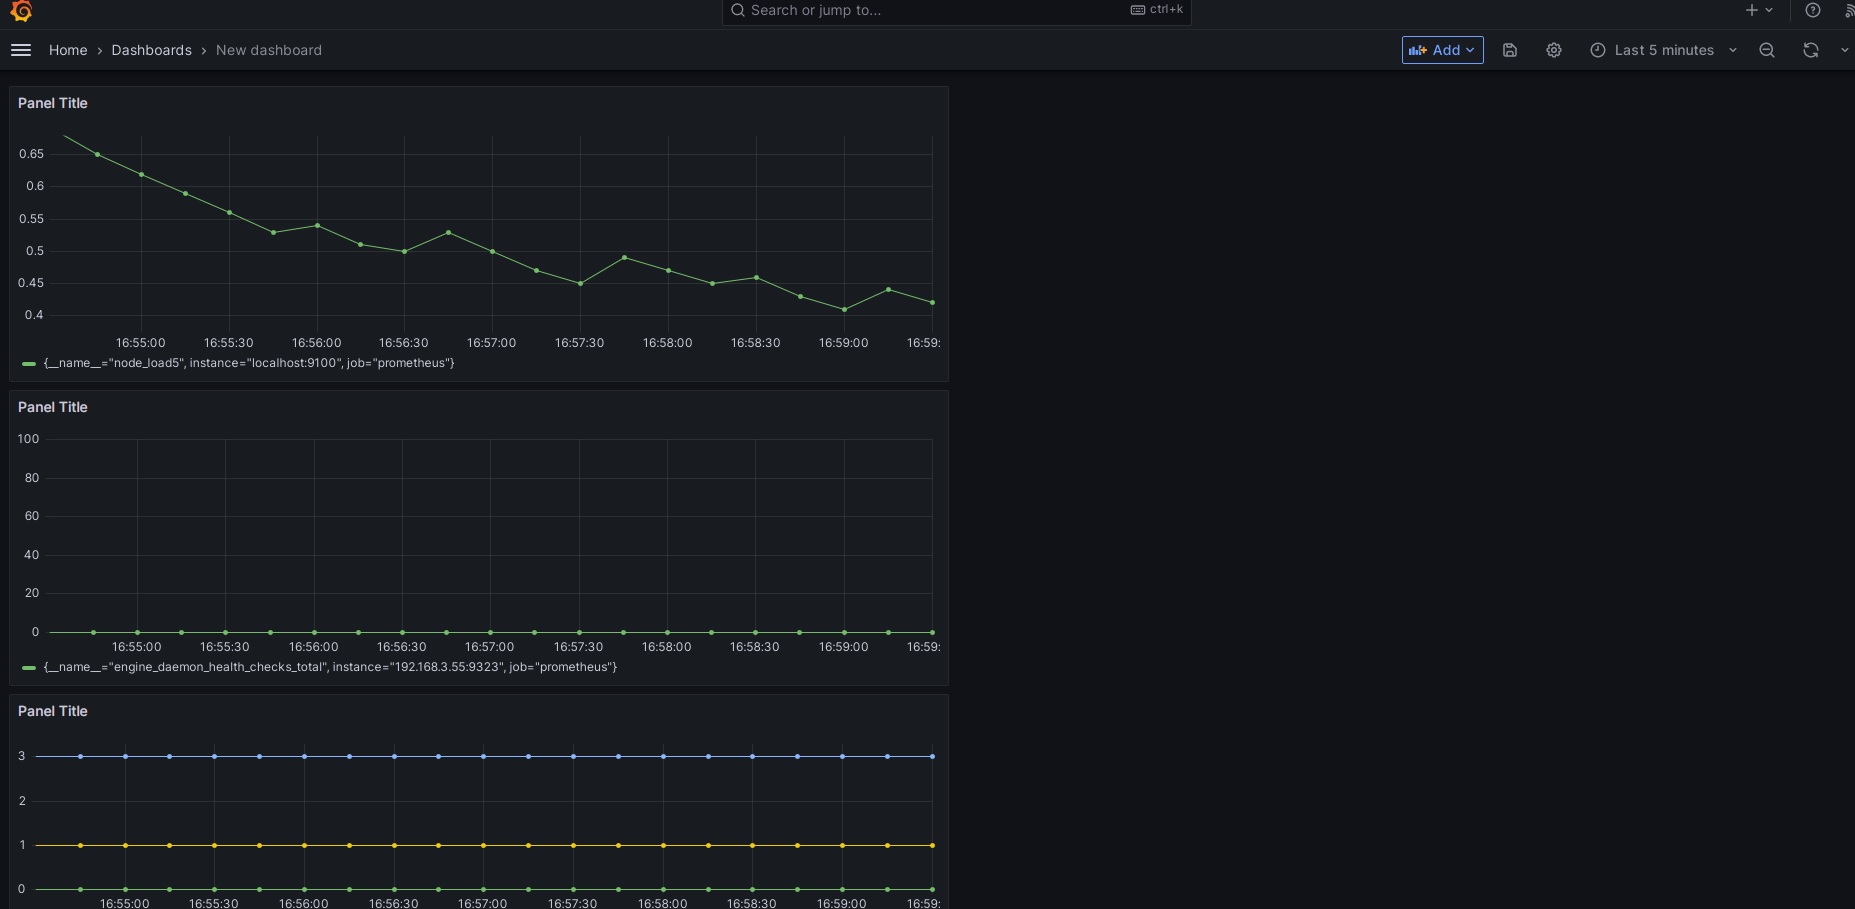 Search or jump to... ctrl+k
Home › Dashboards › New dashboard Add Last 5 minutes
Panel Title
0.65
0.6
0.55
0.5
0.45
0.4
16:55:00 16:55:30 16:56:00 16:56:30 16:57:00 16:57:30 16:58:00 16:58:30 16:59:00 16:59:
{__name__="node_load5", instance="localhost:9100", job="prometheus"}
Panel Title
100
80
60
40
20
0
16:55:00 16:55:30 16:56:00 16:56:30 16:57:00 16:57:30 16:58:00 16:58:30 16:59:00 16:59:
{__name__="engine_daemon_health_checks_total", instance="192.168.3.55:9323", job="prometheus"}
Panel Title
3
2
1
0
16:55:00 16:55:30 16:56:00 16:56:30 16:57:00 16:57:30 16:58:00 16:58:30 16:59:00 16:59: